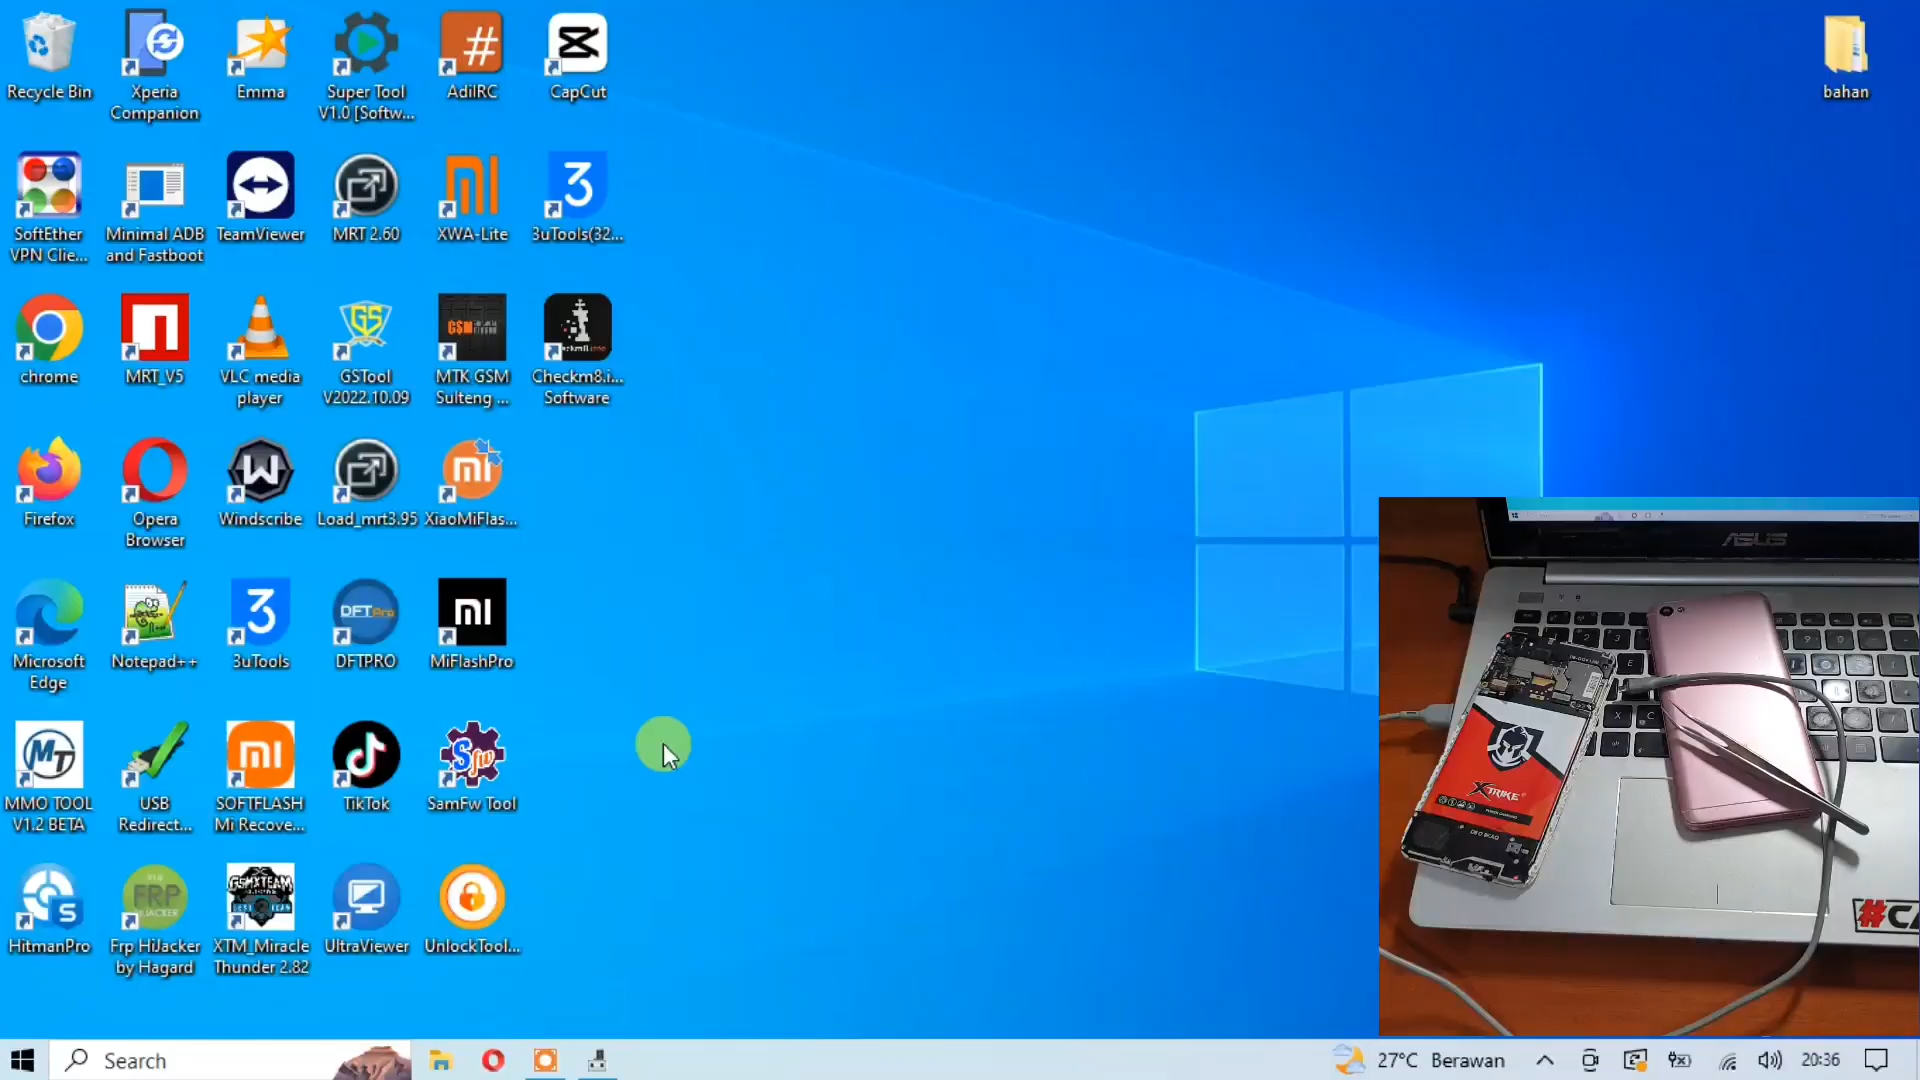 Recycle Bin
Xperia
Companion
Emma
Super Tool
V1.0 [Softw...
AdilRC
CapCut
bahan
SoftEther
VPN Clie...
Minimal ADB
and Fastboot
TeamViewer
MRT 2.60
XWA-Lite
3uTools(32...
chrome
MRT_V5
VLC media
player
GSTool
V2022.10.09
MTK GSM
Sulteng ...
Checkm8.i...
Software
Firefox
Opera
Browser
Windscribe
Load_mrt3.95
XiaoMiFlas...
Microsoft
Edge
Notepad++
3uTools
DFTPRO
MiFlashPro
MMO TOOL
V1.2 BETA
USB
Redirect...
SOFTFLASH
Mi Recove...
TikTok
SamFw Tool
HitmanPro
Frp HiJacker
by Hagard
XTM_Miracle
Thunder 2.82
UltraViewer
UnlockTool...
ASUS
XTRIKE
Search
27°C Berawan
20:36